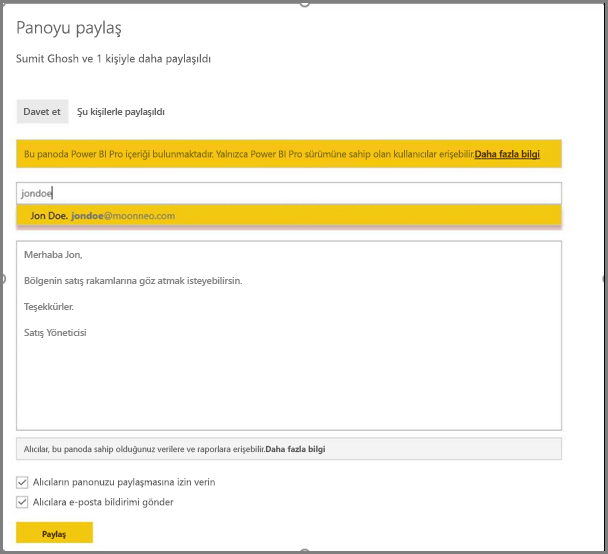 Panoyu paylaş
Sumit Ghosh ve 1 kişiyle daha paylaşıldı
Davet et Şu kişilerle paylaşıldı
Bu panoda Power BI Pro içeriği bulunmaktadır. Yalnızca Power BI Pro sürümüne sahip olan kullanıcılar erişebilir.Daha fazla bilgi
jondoe
Jon Doe. jondoe@moonneo.com
Merhaba Jon,
Bölgenin satış rakamlarına göz atmak isteyebilirsin.
Teşekkürler.
Satış Yöneticisi
Alıcılar, bu panoda sahip olduğunuz verilere ve raporlara erişebilir.Daha fazla bilgi
Alıcıların panonuzu paylaşmasına izin verin
Alıcılara e-posta bildirimi gönder
Paylaş